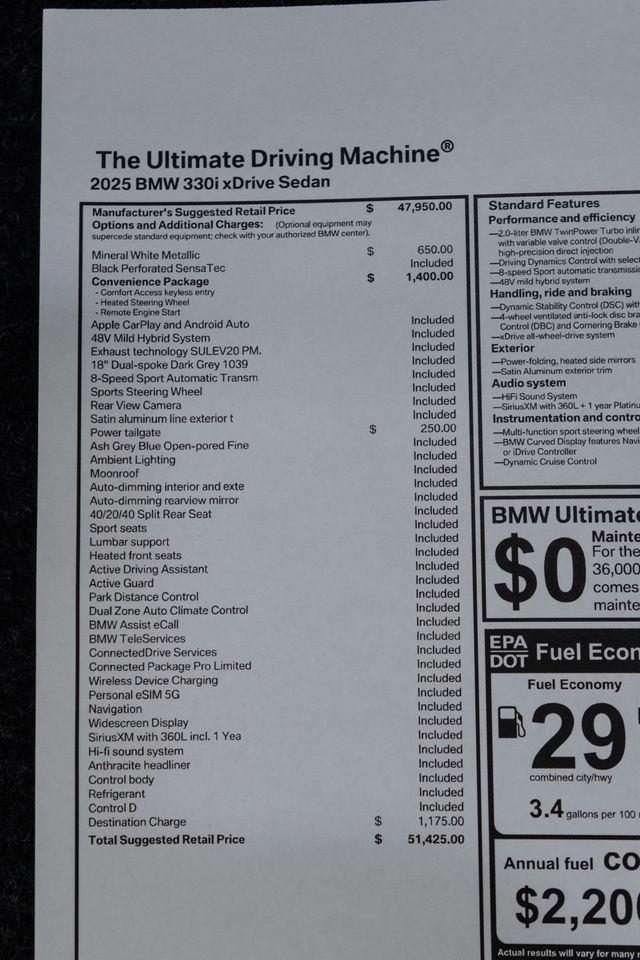 The Ultimate Driving Machine®
2025 BMW 330i xDrive Sedan
Manufacturer's Suggested Retail Price $ 47,950.00
Options and Additional Charges: (Optional equipment may
supercede standard equipment; check with your authorized BMW center).
Mineral White Metallic $ 650.00
Black Perforated SensaTec Included
Convenience Package $ 1,400.00
- Comfort Access keyless entry
- Heated Steering Wheel
- Remote Engine Start
Apple CarPlay and Android Auto Included
48V Mild Hybrid System Included
Exhaust technology SULEV20 PM. Included
18" Dual-spoke Dark Grey 1039 Included
8-Speed Sport Automatic Transm Included
Sports Steering Wheel Included
Rear View Camera Included
Satin aluminum line exterior t Included
Power tailgate $ 250.00
Ash Grey Blue Open-pored Fine Included
Ambient Lighting Included
Moonroof Included
Auto-dimming interior and exte Included
Auto-dimming rearview mirror Included
40/20/40 Split Rear Seat Included
Sport seats Included
Lumbar support Included
Heated front seats Included
Active Driving Assistant Included
Active Guard Included
Park Distance Control Included
Dual Zone Auto Climate Control Included
BMW Assist eCall Included
BMW TeleServices Included
ConnectedDrive Services Included
Connected Package Pro Limited Included
Wireless Device Charging Included
Personal eSIM 5G Included
Navigation Included
Widescreen Display Included
SiriusXM with 360L incl. 1 Yea Included
Hi-fi sound system Included
Anthracite headliner Included
Control body Included
Refrigerant Included
Control D Included
Destination Charge $ 1,175.00
Total Suggested Retail Price $ 51,425.00
Standard Features
Performance and efficiency
—2.0-liter BMW TwinPower Turbo inli
with variable valve control (Double-V
high-precision direct injection
—Driving Dynamics Control with select
—8-speed Sport automatic transmissi
—48V mild hybrid system
Handling, ride and braking
—Dynamic Stability Control (DSC) with
—4-wheel ventilated anti-lock disc bra
Control (DBC) and Cornering Brake
—xDrive all-wheel-drive system
Exterior
—Power-folding, heated side mirrors
—Satin Aluminum exterior trim
Audio system
—HiFi Sound System
—SiriusXM with 360L + 1 year Platinu
Instrumentation and contro
—Multi-function sport steering wheel
—BMW Curved Display features Navi
or iDrive Controller
—Dynamic Cruise Control
BMW Ultimat
$0
Mainte
For the
36,000
comes
mainte
EPA
DOT Fuel Econ
Fuel Economy
29
combined city/hwy
3.4 gallons per 100
Annual fuel CO
$2,20
Actual results will vary for many